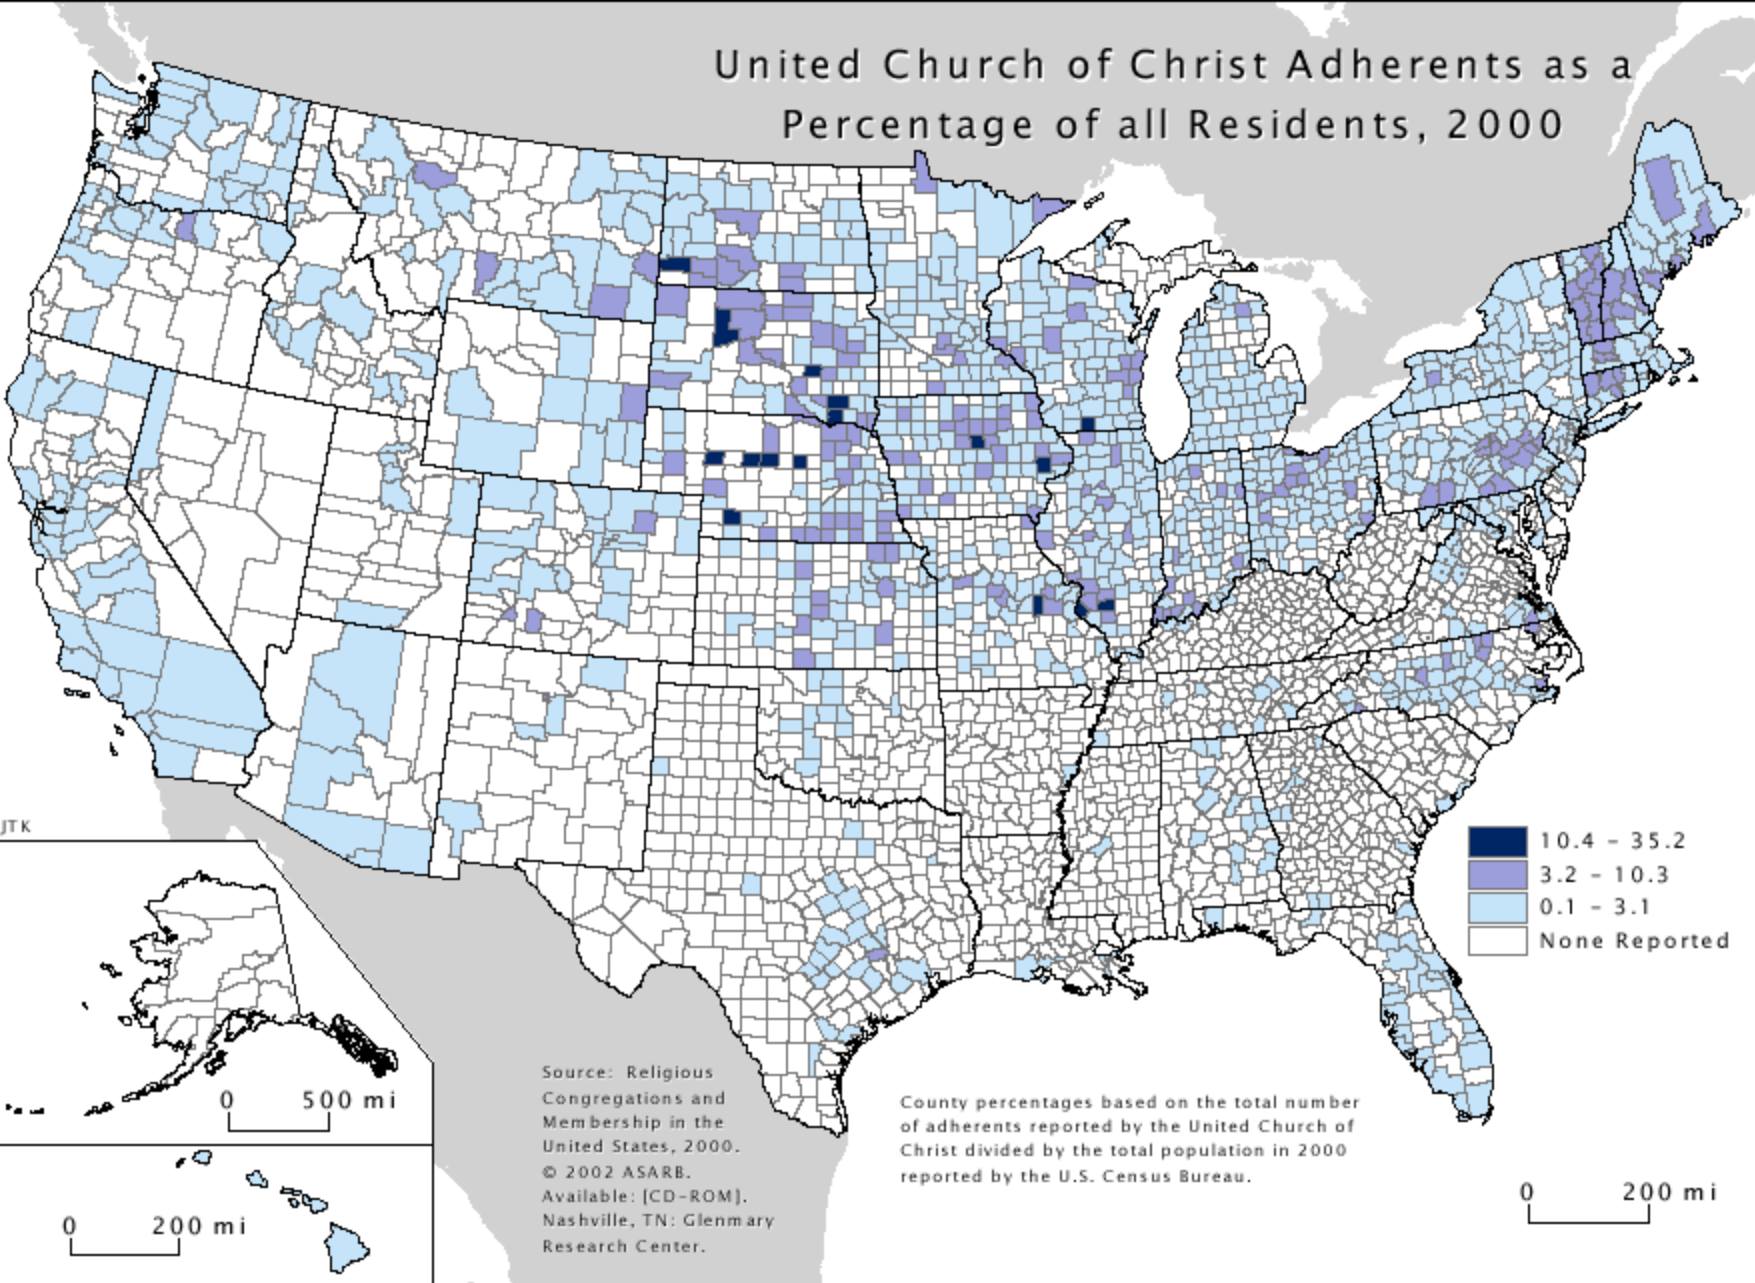 United Church of Christ Adherents as a
Percentage of all Residents, 2000
JTK
10.4 – 35.2
3.2 – 10.3
0.1 – 3.1
None Reported
0 500 mi
0 200 mi
Source: Religious
Congregations and
Membership in the
United States, 2000.
© 2002 ASARB.
Available: [CD-ROM].
Nashville, TN: Glenmary
Research Center.
County percentages based on the total number
of adherents reported by the United Church of
Christ divided by the total population in 2000
reported by the U.S. Census Bureau.
0 200 mi